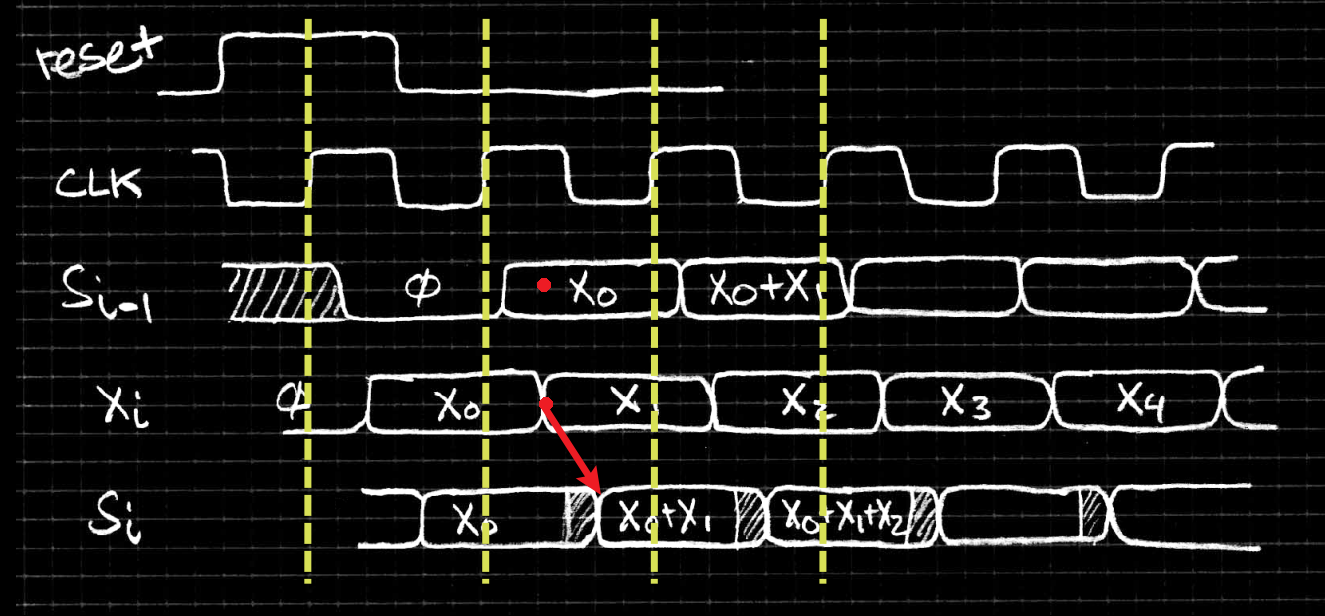 reset
CLK
Si-1 ϕ X0 X0+X1
Xi ϕ X0 X1 X2 X3 X4
Si X0 X0+X1 X0+X1+X2